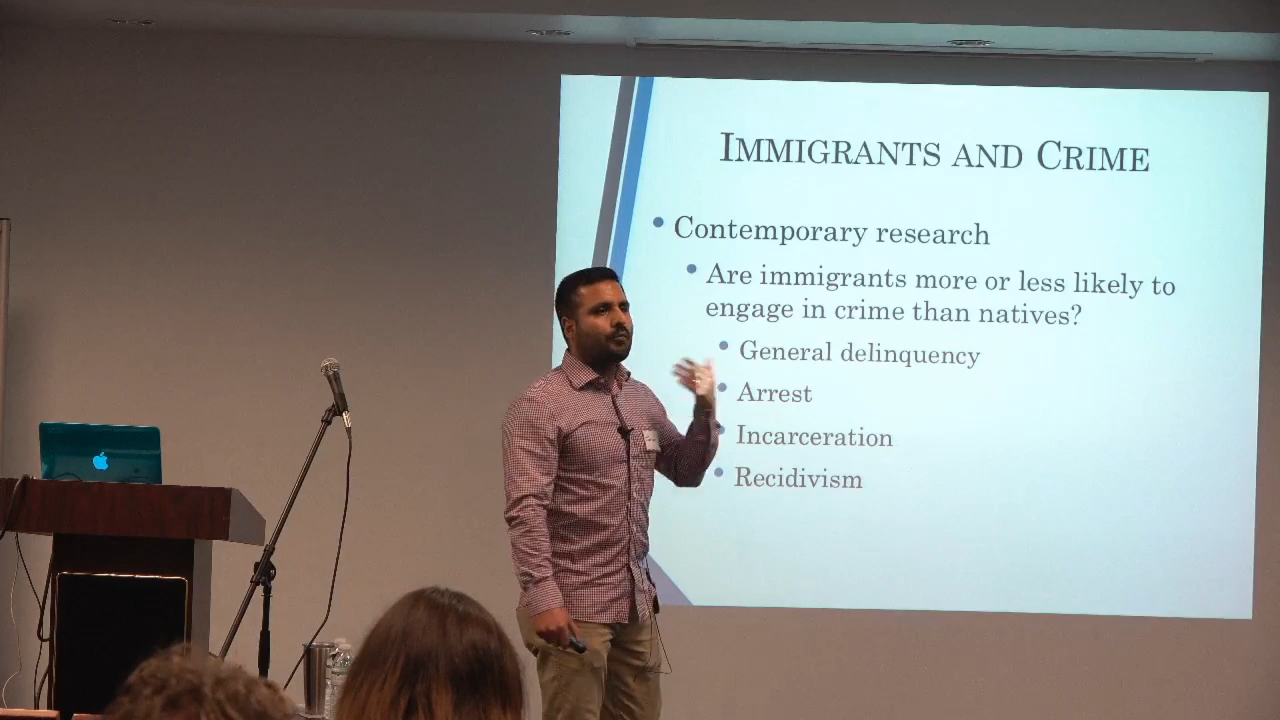 IMMIGRANTS AND CRIME
• Contemporary research
• Are immigrants more or less likely to
engage in crime than natives?
• General delinquency
• Arrest
• Incarceration
• Recidivism